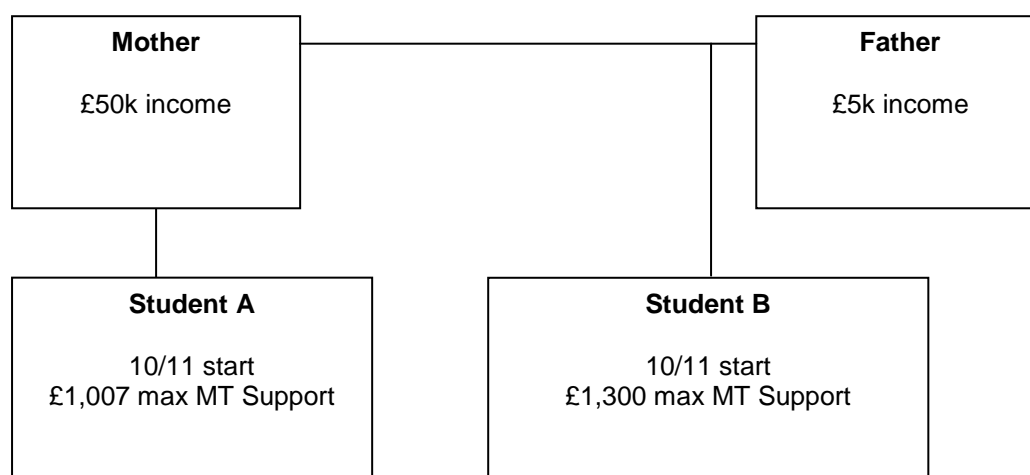 Mother
£50k income
Father
£5k income
Student A
10/11 start
£1,007 max MT Support
Student B
10/11 start
£1,300 max MT Support